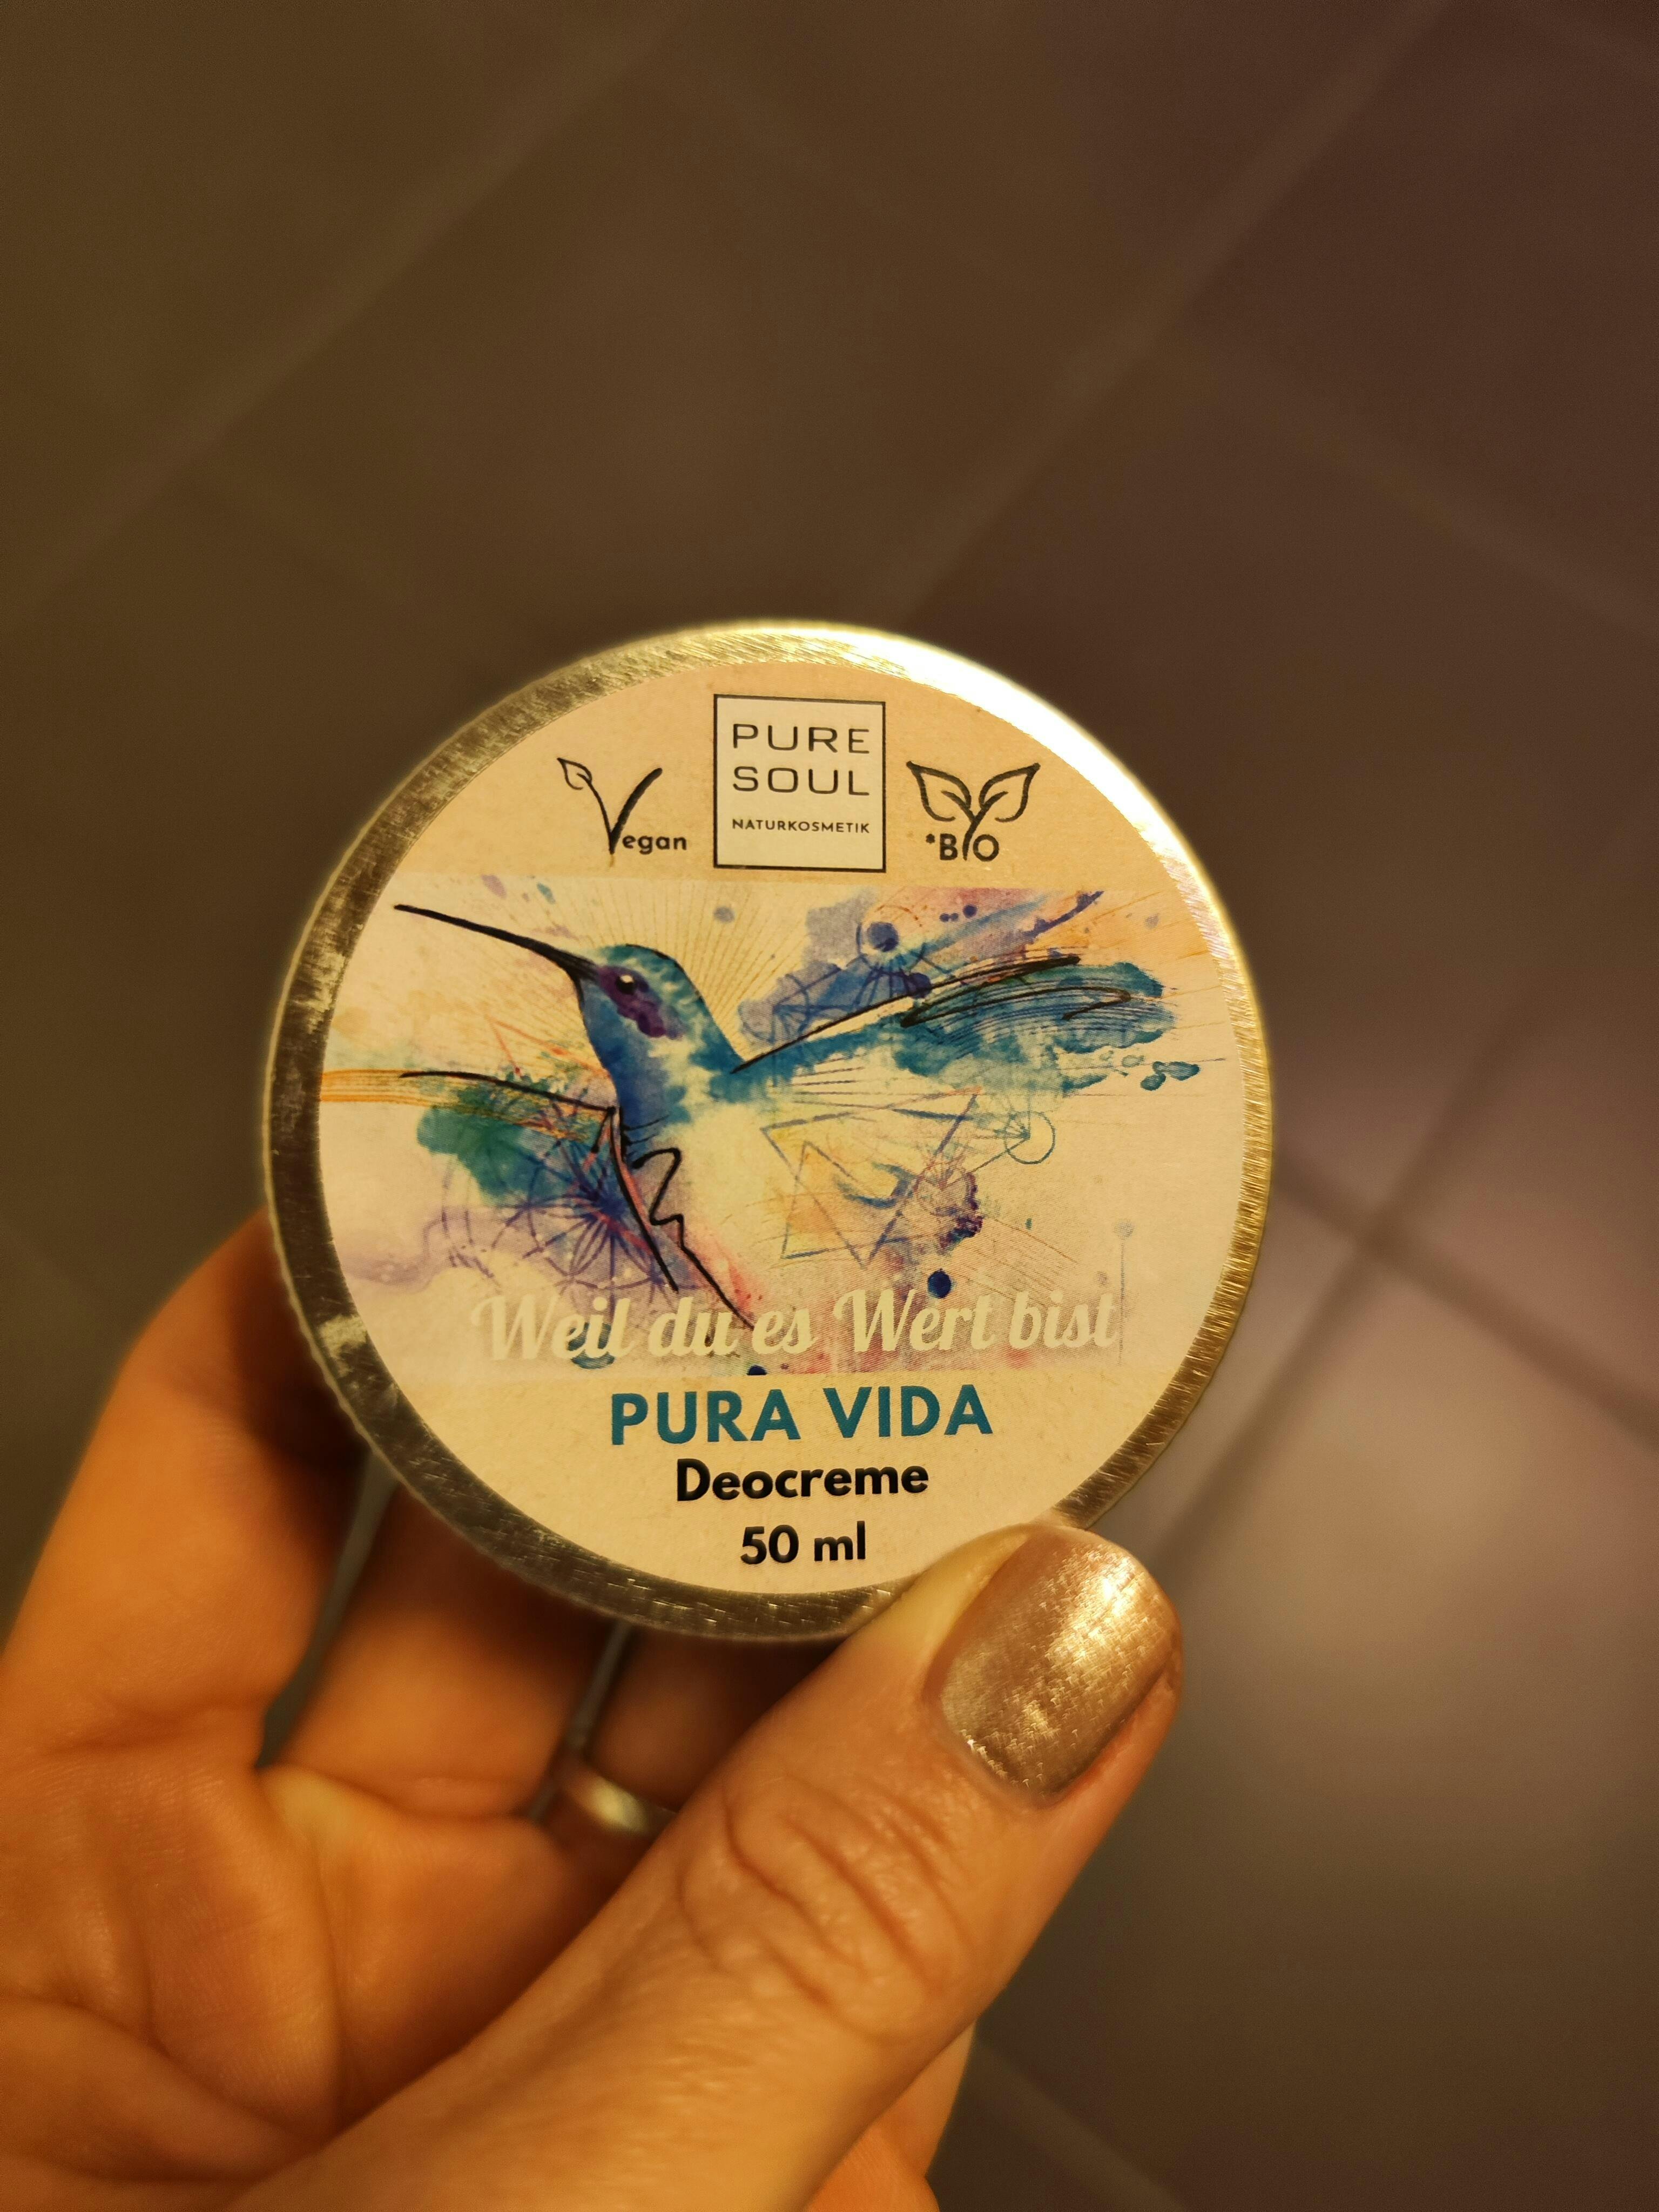 PURE
SOUL
NATURKOSMETIK
Vegan
*BIO
Weil du es Wert bist
PURA VIDA
Deocreme
50 ml